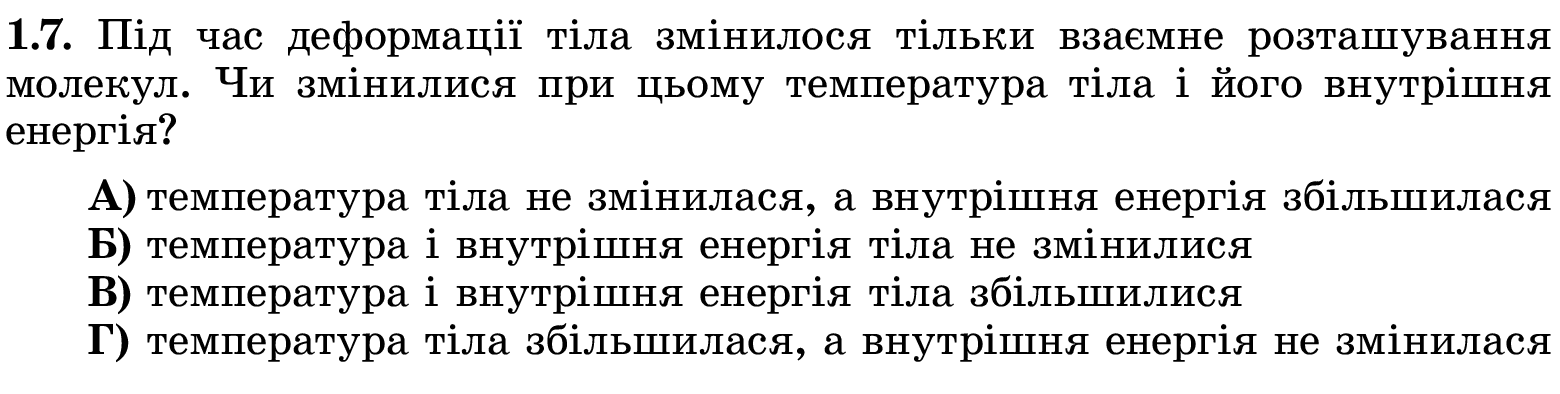 1.7. Під час деформації тіла змінилося тільки взаємне розташування
молекул. Чи змінилися при цьому температура тіла і його внутрішня
енергія?
А) температура тіла не змінилася, а внутрішня енергія збільшилася
Б) температура і внутрішня енергія тіла не змінилися
В) температура і внутрішня енергія тіла збільшилися
Г) температура тіла збільшилася, а внутрішня енергія не змінилася